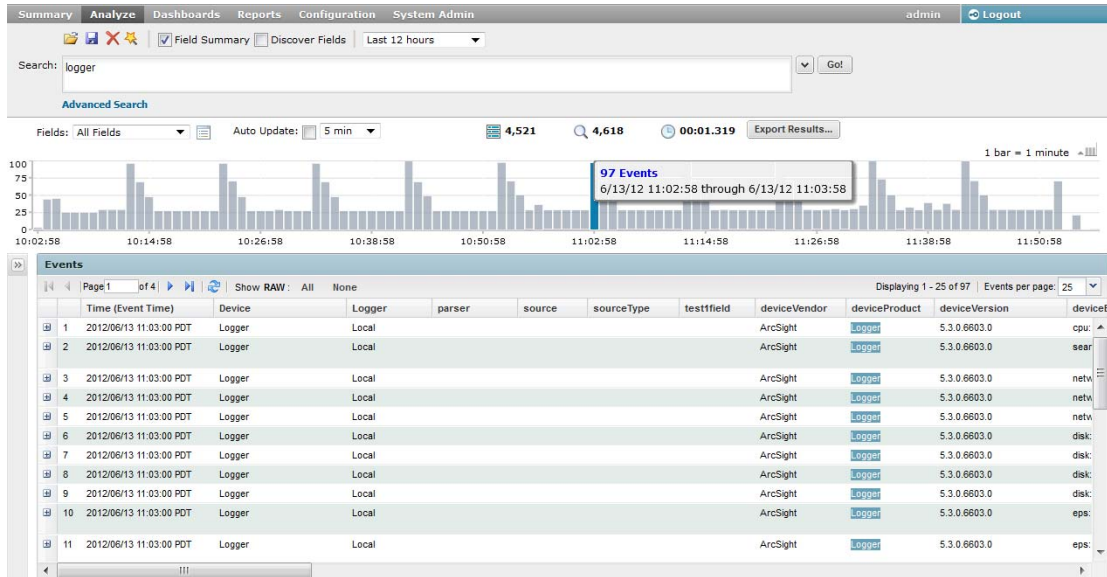 Summary Analyze Dashboards Reports Configuration System Admin admin Logout
Field Summary Discover Fields Last 12 hours
Search: logger Go!
Advanced Search
Fields: All Fields Auto Update: 5 min 4,521 4,618 00:01.319 Export Results...
1 bar = 1 minute
100
75
50
25
0
97 Events
6/13/12 11:02:58 through 6/13/12 11:03:58
10:02:58 10:14:58 10:26:58 10:38:58 10:50:58 11:02:58 11:14:58 11:26:58 11:38:58 11:50:58
Events
Page 1 of 4 Show RAW: All None Displaying 1 - 25 of 97 Events per page: 25
Time (Event Time) Device Logger parser source sourceType test1field deviceVendor deviceProduct deviceVersion deviceE
1 2012/06/13 11:03:00 PDT Logger Local ArcSight Logger 5.3.0.6603.0 cpu:
2 2012/06/13 11:03:00 PDT Logger Local ArcSight Logger 5.3.0.6603.0 sear
3 2012/06/13 11:03:00 PDT Logger Local ArcSight Logger 5.3.0.6603.0 netw
4 2012/06/13 11:03:00 PDT Logger Local ArcSight Logger 5.3.0.6603.0 netw
5 2012/06/13 11:03:00 PDT Logger Local ArcSight Logger 5.3.0.6603.0 netw
6 2012/06/13 11:03:00 PDT Logger Local ArcSight Logger 5.3.0.6603.0 disk:
7 2012/06/13 11:03:00 PDT Logger Local ArcSight Logger 5.3.0.6603.0 disk:
8 2012/06/13 11:03:00 PDT Logger Local ArcSight Logger 5.3.0.6603.0 disk:
9 2012/06/13 11:03:00 PDT Logger Local ArcSight Logger 5.3.0.6603.0 disk:
10 2012/06/13 11:03:00 PDT Logger Local ArcSight Logger 5.3.0.6603.0 eps:
11 2012/06/13 11:03:00 PDT Logger Local ArcSight Logger 5.3.0.6603.0 eps: